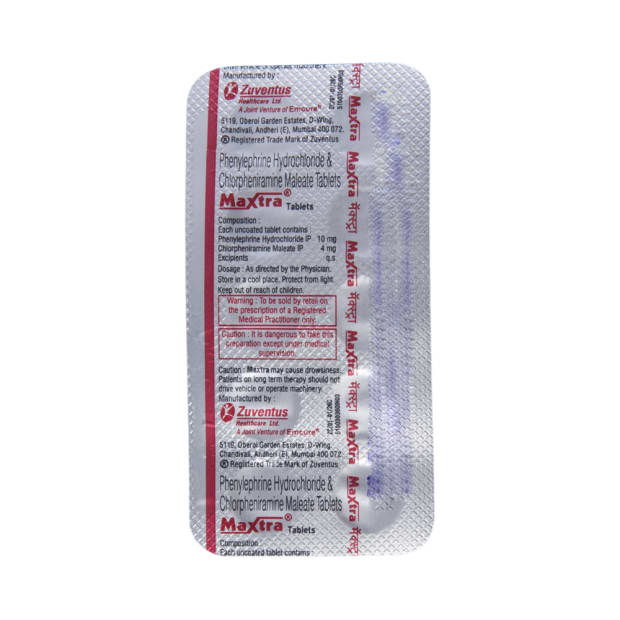 Manufactured by :
Zuventus
Healthcare Ltd.
A Joint Venture of Emcure®
5119, Oberoi Garden Estates, D-Wing,
Chandivali, Andheri (E), Mumbai 400 072.
® Registered Trade Mark of Zuventus
Phenylephrine Hydrochloride &
Chlorpheniramine Maleate Tablets
Maxtra®
Tablets
Composition :
Each uncoated tablet contains :
Phenylephrine Hydrochloride IP 10 mg
Chlorpheniramine Maleate IP 4 mg
Excipients q.s.
Dosage : As directed by the Physician.
Store in a cool place. Protect from light.
Keep out of reach of children.
Warning : To be sold by retail on
the prescription of a Registered
Medical Practitioner only.
Caution : It is dangerous to take this
preparation except under medical
supervision.
Caution : Maxtra may cause drowsiness.
Patients on long term therapy should not
drive vehicle or operate machinery.
Manufactured by :
Zuventus
Healthcare Ltd.
A Joint Venture of Emcure®
5119, Oberoi Garden Estates, D-Wing,
Chandivali, Andheri (E), Mumbai 400 072.
® Registered Trade Mark of Zuventus
Phenylephrine Hydrochloride &
Chlorpheniramine Maleate Tablets
Maxtra®
Tablets
Composition :
Each uncoated tablet contains
Maxtra मॅक्स्ट्रा Maxtra मॅक्स्ट्रा Maxtra मॅक्स्ट्रा Maxtra मॅक्स्ट्रा Maxtra मॅक्स्ट्रा